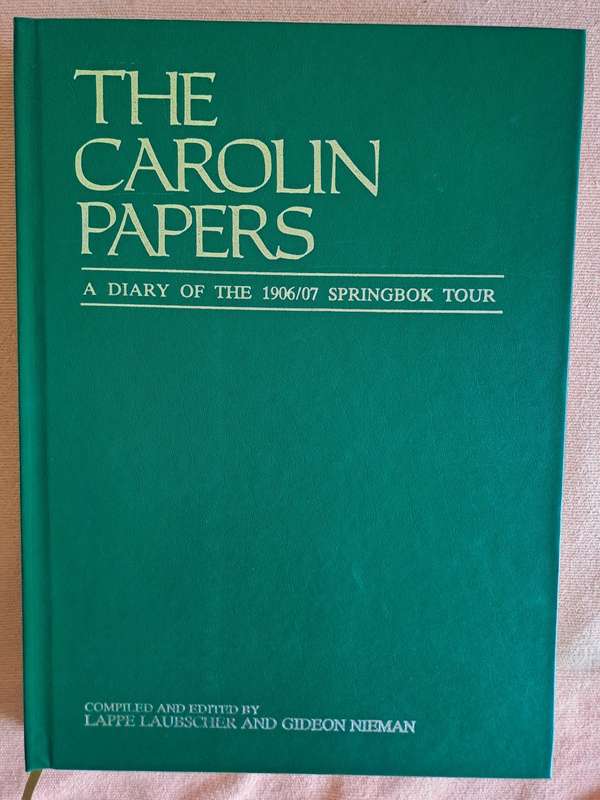 THE
CAROLIN
PAPERS
A DIARY OF THE 1906/07 SPRINGBOK TOUR
COMPILED AND EDITED BY
LAPPE LAUBSCHER AND GIDEON NIEMAN